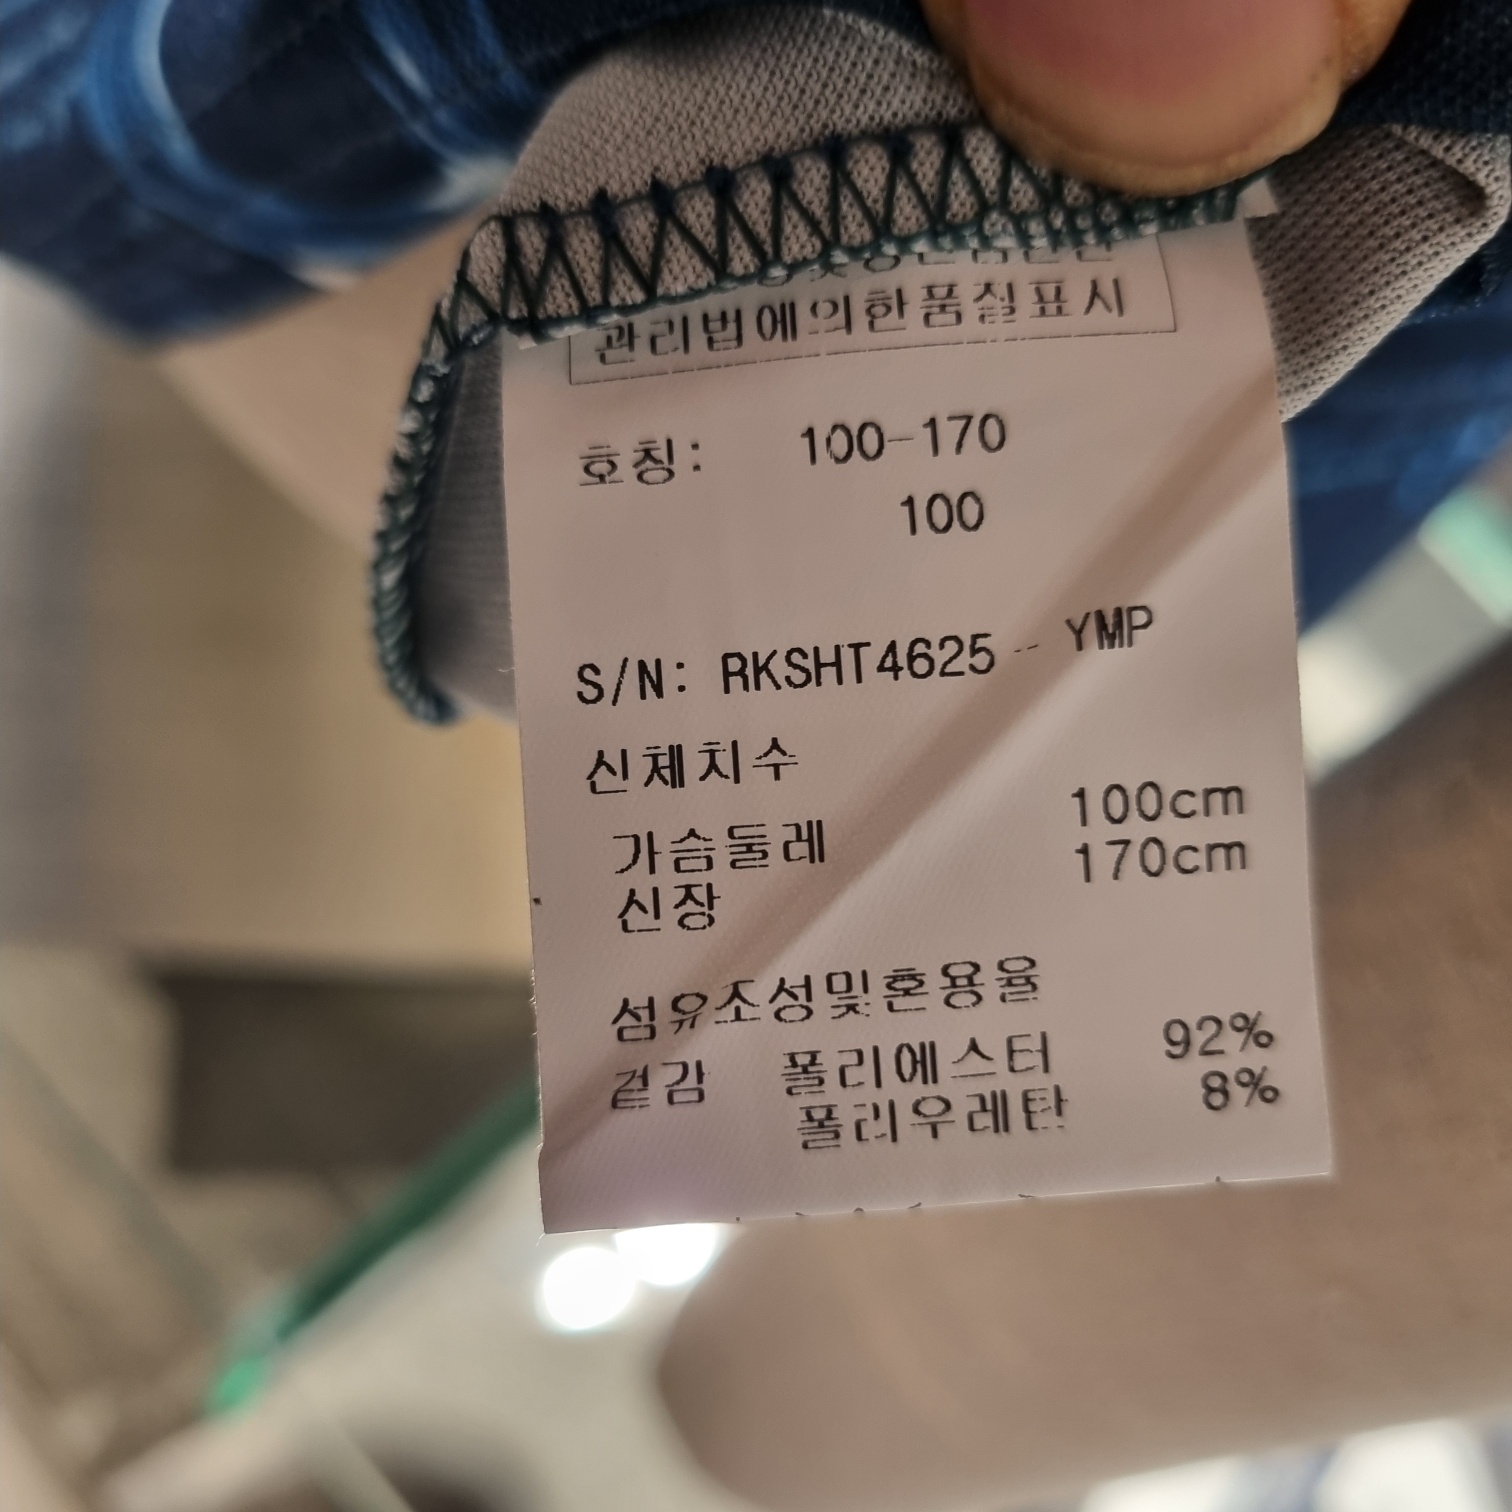 관리법에의한품질표시
호칭: 100-170
100
S/N: RKSHT4625-- YMP
신체치수
가슴둘레 100cm
신장 170cm
섬유조성및혼용율
겉감 폴리에스터 92%
폴리우레탄 8%